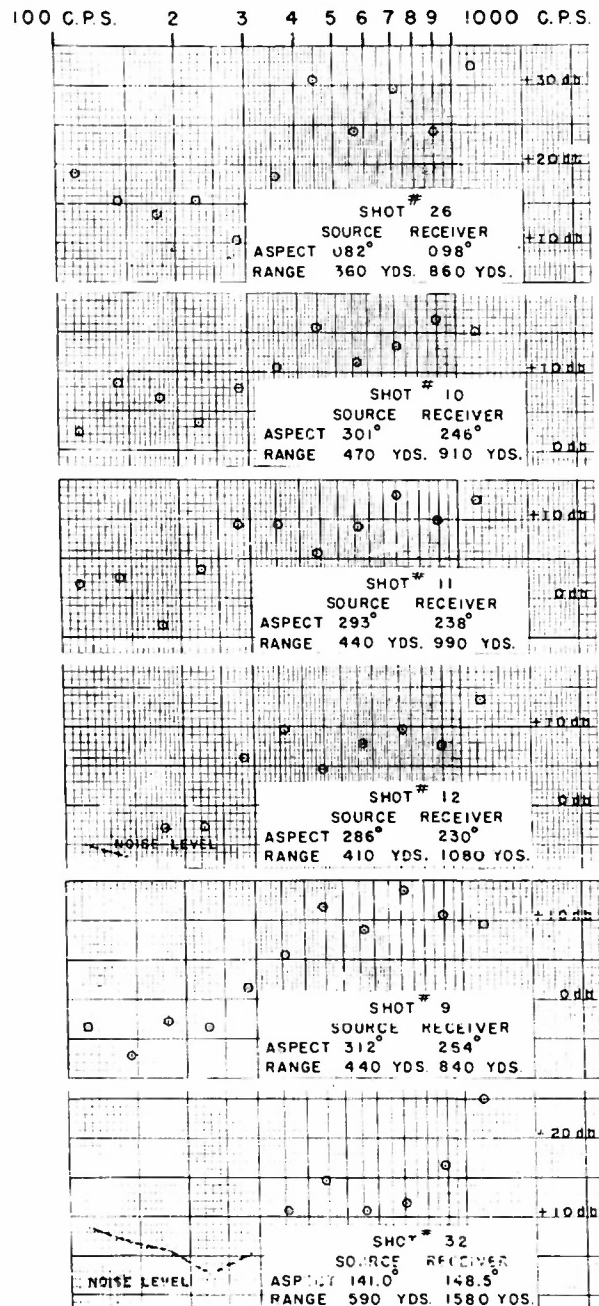 100 C.P.S. 2 3 4 5 6 7 8 9 1000 C.P.S.
+30 db
+20 db
+10 db
SHOT # 26
SOURCE RECEIVER
ASPECT 082° 098°
RANGE 360 YDS. 860 YDS.
+10 db
0 db
SHOT # 10
SOURCE RECEIVER
ASPECT 301° 246°
RANGE 470 YDS. 910 YDS.
+10 db
0 db
SHOT # 11
SOURCE RECEIVER
ASPECT 293° 238°
RANGE 440 YDS. 990 YDS.
+10 db
0 db
SHOT # 12
SOURCE RECEIVER
ASPECT 286° 230°
RANGE 410 YDS. 1080 YDS.
NOISE LEVEL
+10 db
0 db
SHOT # 9
SOURCE RECEIVER
ASPECT 312° 254°
RANGE 440 YDS. 840 YDS.
+20 db
+10 db
SHOT # 32
SOURCE RECEIVER
ASPECT 141.0° 148.5°
RANGE 590 YDS. 1580 YDS.
NOISE LEVEL